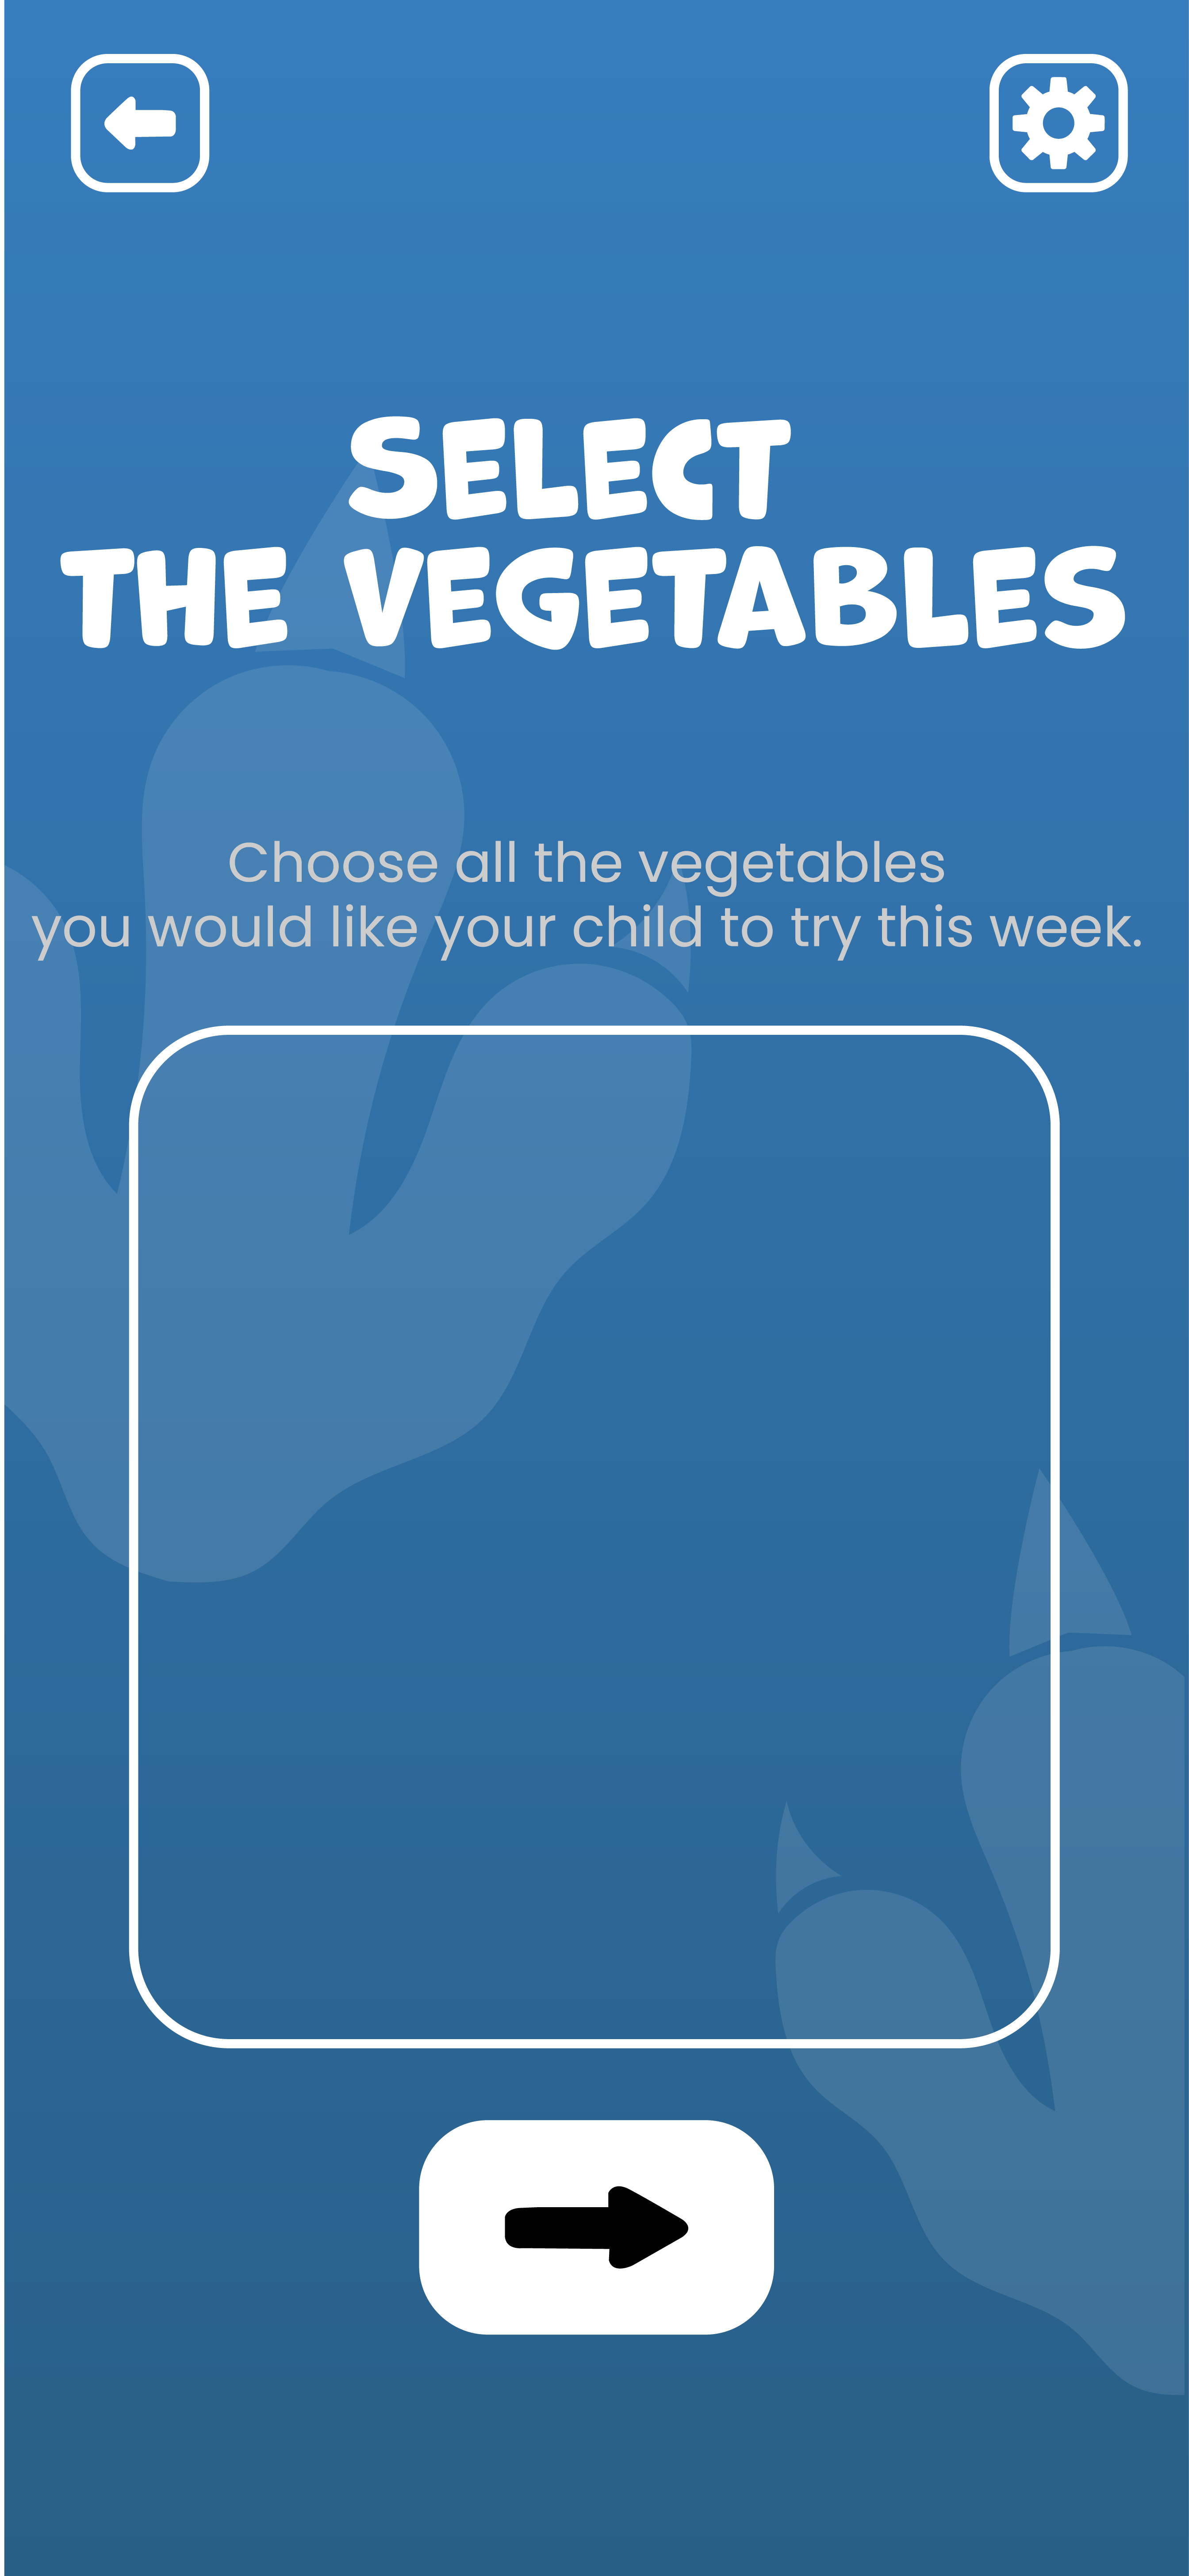 SELECT
THE VEGETABLES
Choose all the vegetables
you would like your child to try this week.